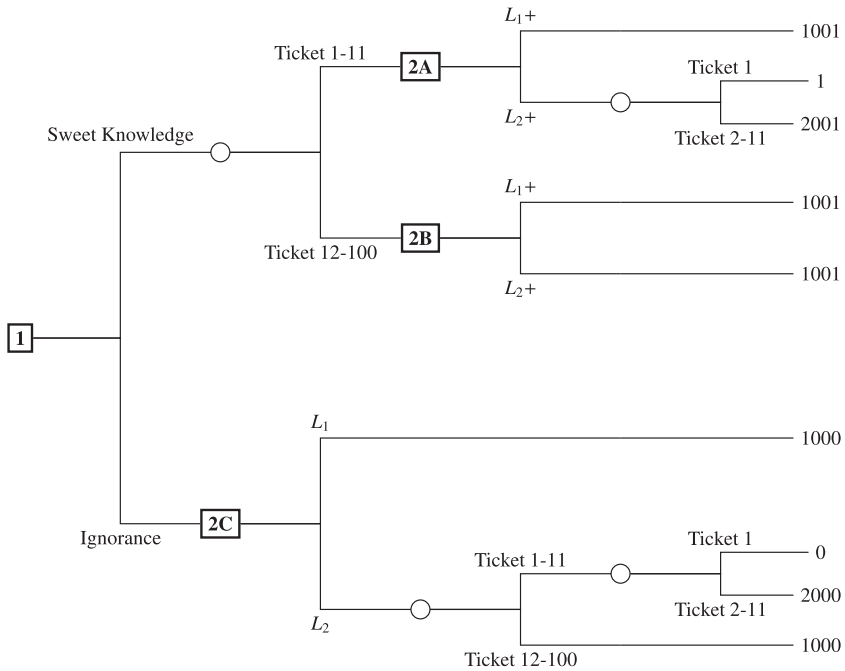 L₁+
1001
Ticket 1-11
2A
Ticket 1
1
L₂+
2001
Ticket 2-11
Sweet Knowledge
L₁+
1001
Ticket 12-100
2B
L₂+
1001
1
L₁
1000
Ignorance
2C
Ticket 1
0
Ticket 1-11
2000
Ticket 2-11
L₂
1000
Ticket 12-100